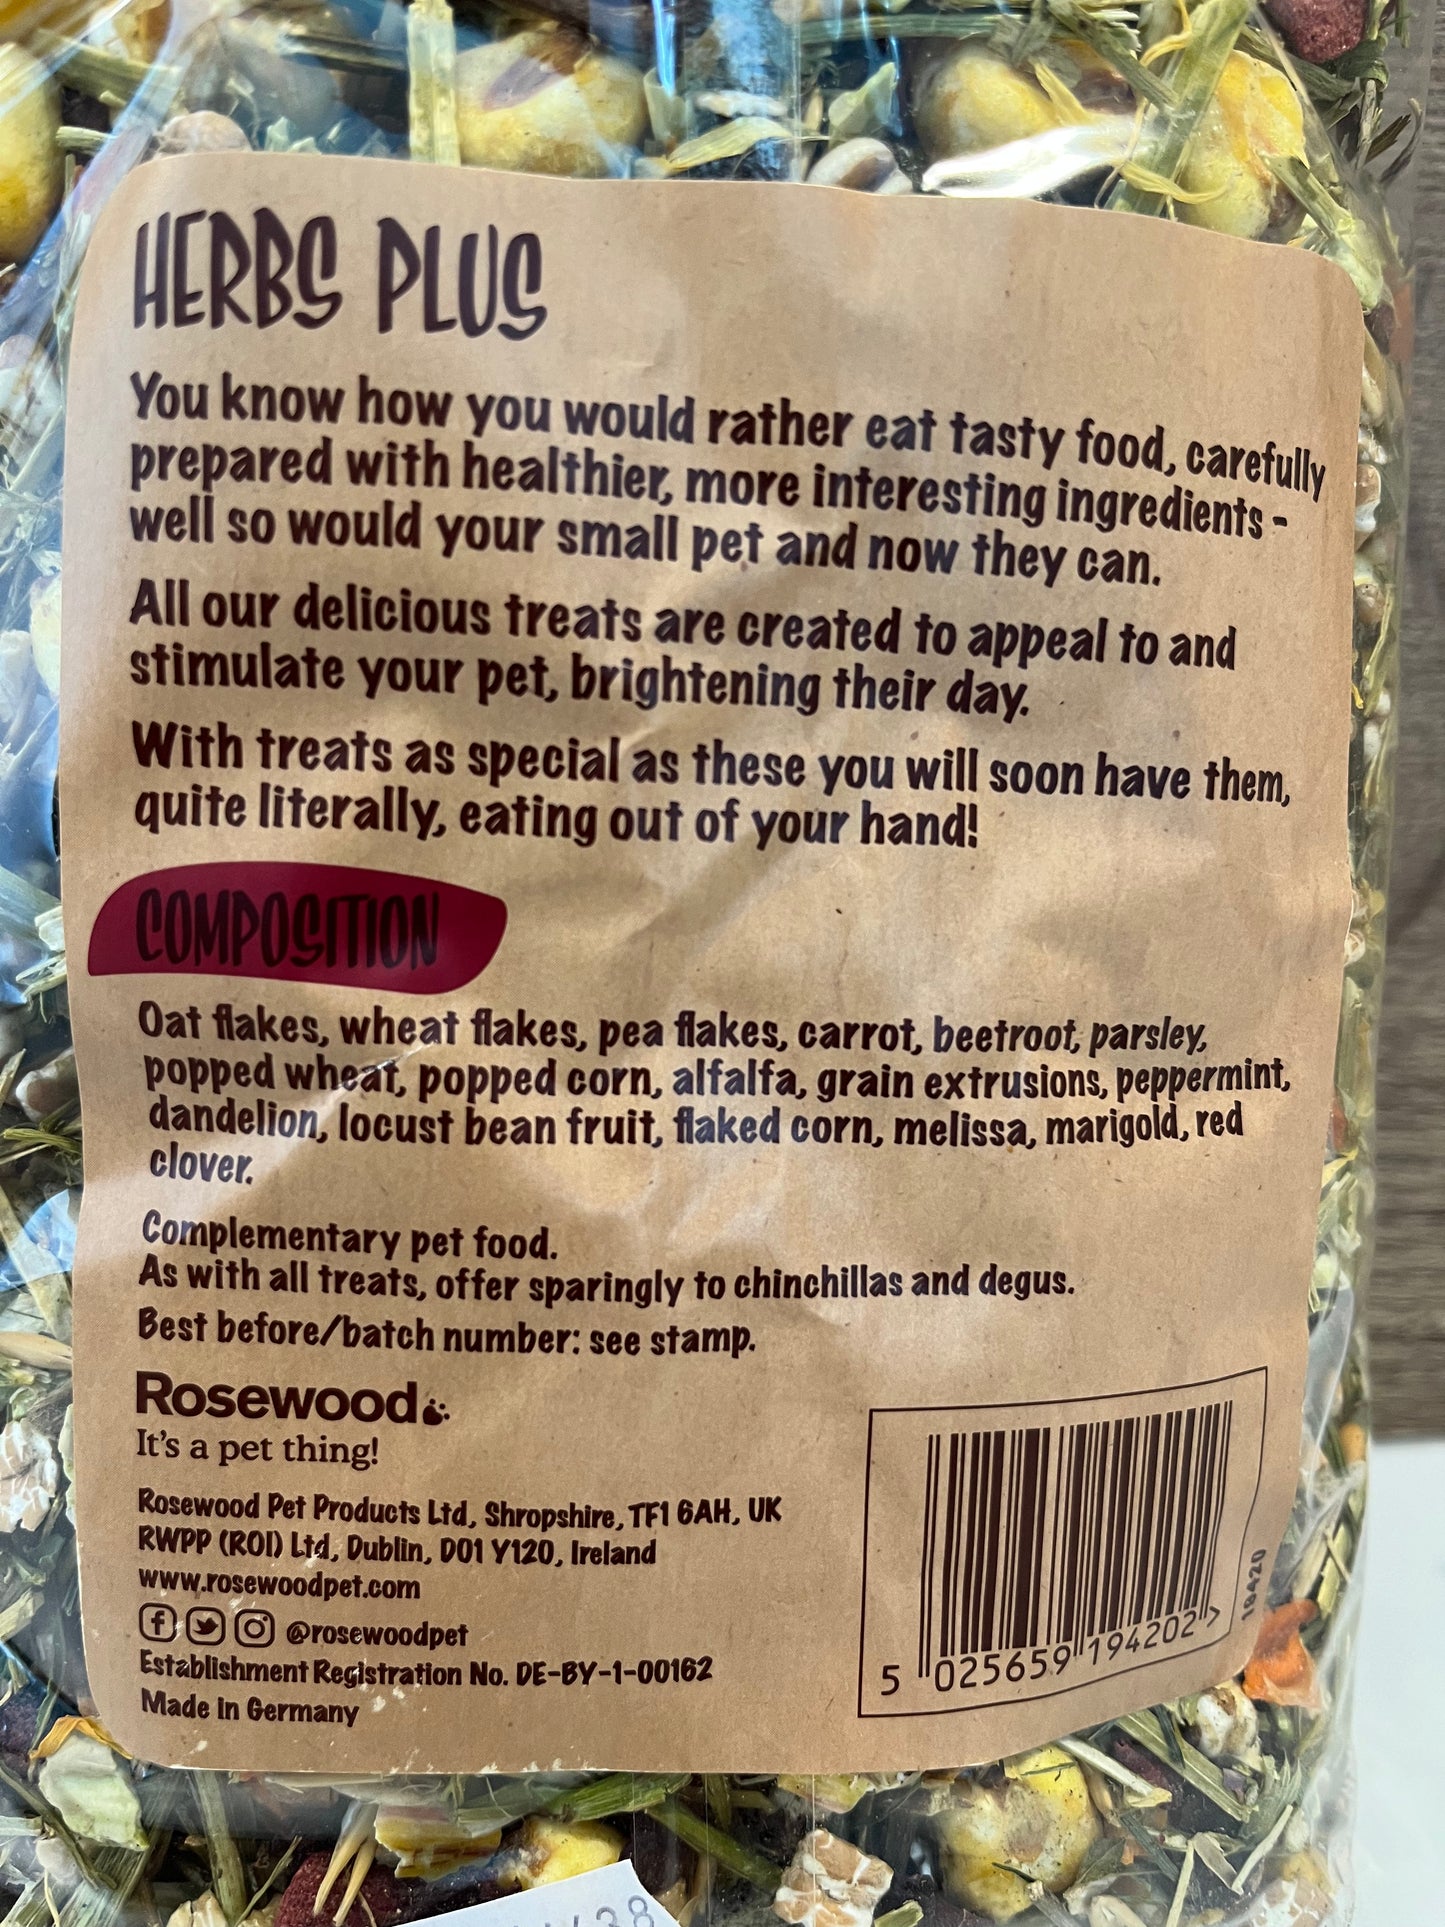 HERBS PLUS
You know how you would rather eat tasty food, carefully
prepared with healthier, more interesting ingredients -
well so would your small pet and now they can.
All our delicious treats are created to appeal to and
stimulate your pet, brightening their day.
With treats as special as these you will soon have them,
quite literally, eating out of your hand!
COMPOSITION
Oat flakes, wheat flakes, pea flakes, carrot, beetroot, parsley,
popped wheat, popped corn, alfalfa, grain extrusions, peppermint,
dandelion, locust bean fruit, flaked corn, melissa, marigold, red
clover.
Complementary pet food.
As with all treats, offer sparingly to chinchillas and degus.
Best before/batch number: see stamp.
Rosewood
It's a pet thing!
Rosewood Pet Products Ltd, Shropshire, TF1 6AH, UK
RWPP (ROI) Ltd, Dublin, D01 Y120, Ireland
www.rosewoodpet.com
@rosewoodpet
Establishment Registration No. DE-BY-1-00162
Made in Germany
5 025659 194202 >
18420